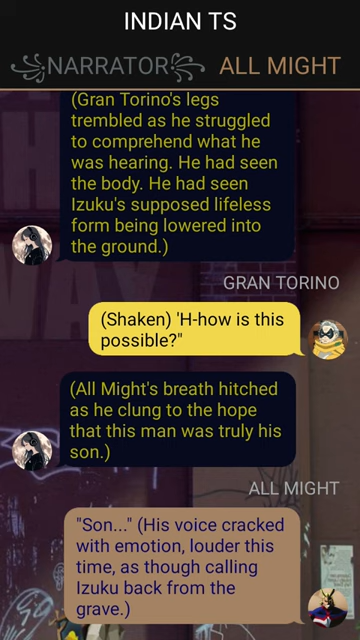 INDIAN TS
NARRATOR ALL MIGHT
(Gran Torino's legs
trembled as he struggled
to comprehend what he
was hearing. He had seen
the body. He had seen
Izuku's supposed lifeless
form being lowered into
the ground.)
GRAN TORINO
(Shaken) 'H-how is this
possible?"
(All Might's breath hitched
as he clung to the hope
that this man was truly his
son.)
ALL MIGHT
"Son..." (His voice cracked
with emotion, louder this
time, as though calling
Izuku back from the
grave.)